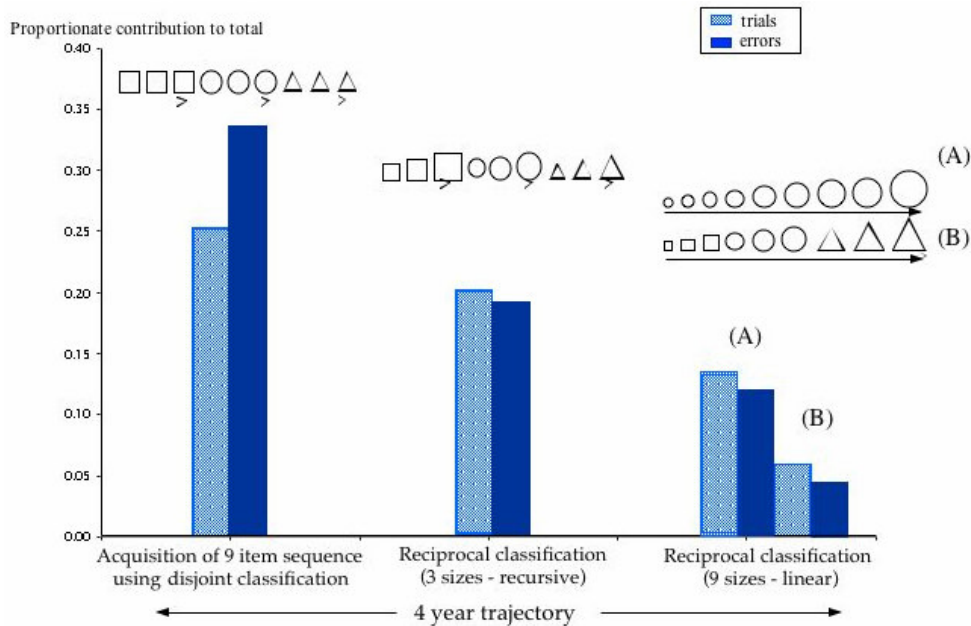 Proportionate contribution to total
trials
errors
0.40
0.35
0.30
0.25
0.20
0.15
0.10
0.05
0.00
> > >
> > >
(A)
(B)
(A)
(B)
Acquisition of 9 item sequence
using disjoint classification
Reciprocal classification
(3 sizes - recursive)
Reciprocal classification
(9 sizes - linear)
4 year trajectory